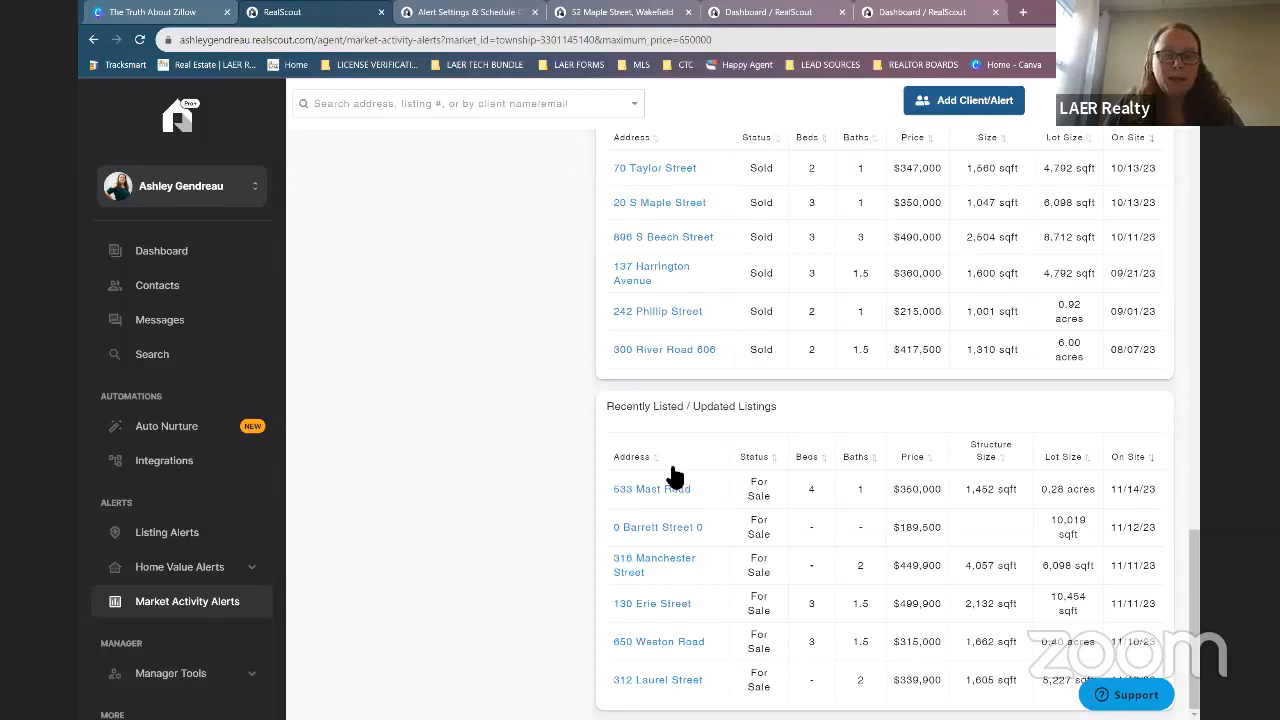 The Truth About Zillow
RealScout
Alert Settings & Schedule
52 Maple Street, Wakefield
Dashboard / RealScout
Dashboard / RealScout
ashleygendreau.realscout.com/agent/market-activity-alerts?market_id=township-3301145140&maximum_price=650000
Tracksmart
Real Estate | LAER R...
Home
LICENSE VERIFICATI...
LAER TECH BUNDLE
LAER FORMS
MLS
CTC
Happy Agent
LEAD SOURCES
REALTOR BOARDS
Home - Canva
LAER Realty
Pro+
Search address, listing #, or by client name/email
Add Client/Alert
Ashley Gendreau
Dashboard
Contacts
Messages
Search
AUTOMATIONS
Auto Nurture NEW
Integrations
ALERTS
Listing Alerts
Home Value Alerts
Market Activity Alerts
MANAGER
Manager Tools
MORE
Address Status Beds Baths Price Size Lot Size On Site
70 Taylor Street Sold 2 1 $347,000 1,560 sqft 4,792 sqft 10/13/23
20 S Maple Street Sold 3 1 $350,000 1,047 sqft 6,098 sqft 10/13/23
896 S Beech Street Sold 3 3 $490,000 2,504 sqft 8,712 sqft 10/11/23
137 Harrington
Avenue Sold 3 1.5 $360,000 1,600 sqft 4,792 sqft 09/21/23
242 Phillip Street Sold 2 1 $215,000 1,001 sqft 0.92
acres 09/01/23
300 River Road 606 Sold 2 1.5 $417,500 1,310 sqft 6.00
acres 08/07/23
Recently Listed / Updated Listings
Address Status Beds Baths Price Structure
Size Lot Size On Site
533 Mast Road For
Sale 4 1 $350,000 1,452 sqft 0.28 acres 11/14/23
0 Barrett Street 0 For
Sale - - $189,500 10,019
sqft 11/12/23
316 Manchester
Street For
Sale - 2 $449,900 4,057 sqft 6,098 sqft 11/11/23
130 Erie Street For
Sale 3 1.5 $499,900 2,132 sqft 10,454
sqft 11/11/23
650 Weston Road For
Sale 3 1.5 $315,000 1,662 sqft 0.40 acres 11/10/23
312 Laurel Street For
Sale - 2 $339,900 1,605 sqft 5,227 sqft
zoom
Support